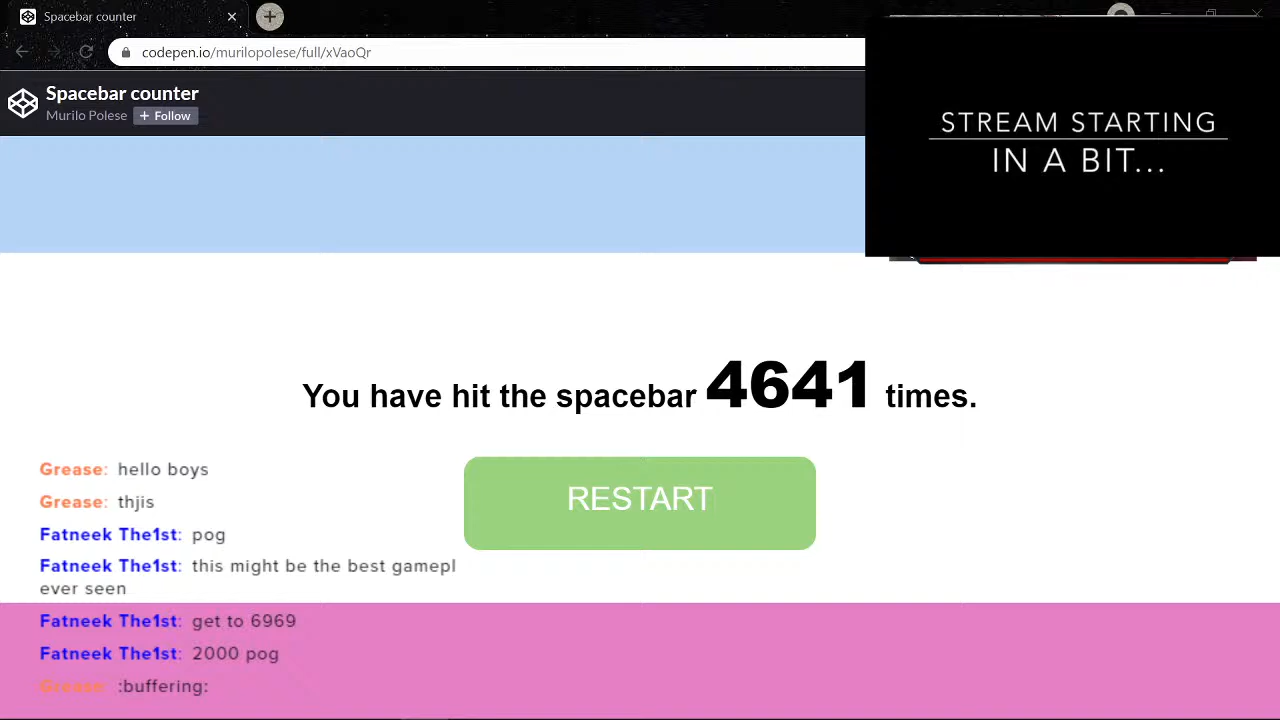 Spacebar counter
codepen.io/murilopolese/full/xVaoQr
Spacebar counter
Murilo Polese + Follow
STREAM STARTING
IN A BIT...
You have hit the spacebar 4641 times.
RESTART
Grease: hello boys
Grease: thjis
Fatneek The1st: pog
Fatneek The1st: this might be the best gamepl
ever seen
Fatneek The1st: get to 6969
Fatneek The1st: 2000 pog
Grease: :buffering: